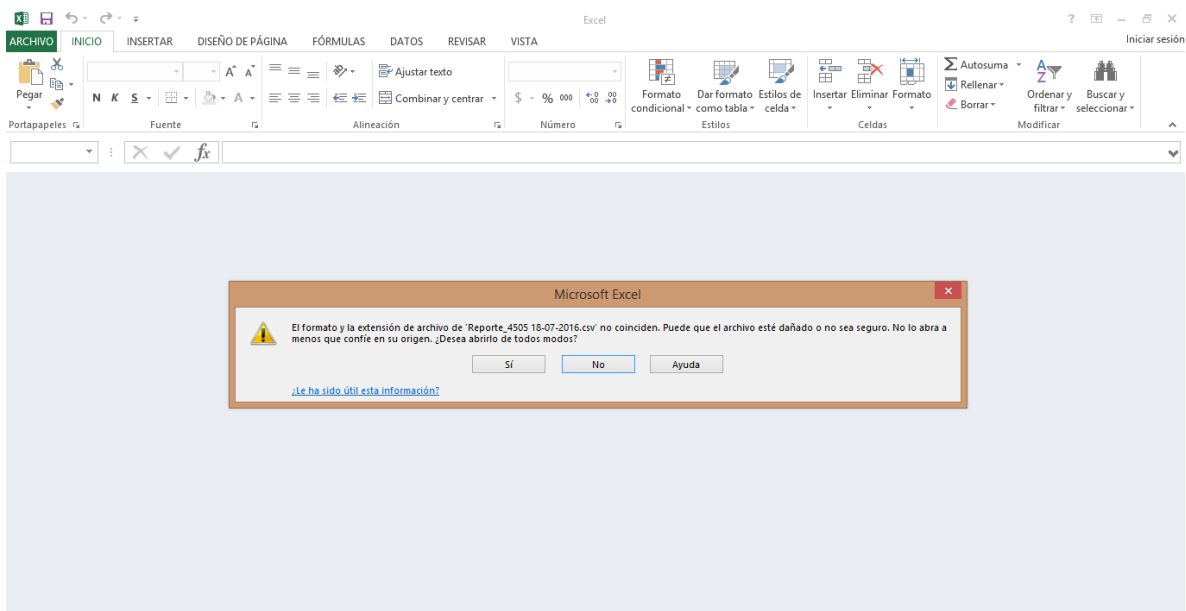 Excel
ARCHIVO INICIO INSERTAR DISEÑO DE PÁGINA FÓRMULAS DATOS REVISAR VISTA Iniciar sesión
Pegar
N K S
A A
A
Ajustar texto
Combinar y centrar
$ % 000
Formato condicional
Dar formato como tabla
Estilos de celda
Insertar Eliminar Formato
Autosuma
Rellenar
Borrar
Ordenar y filtrar
Buscar y seleccionar
Portapapeles Fuente Alineación Número Estilos Celdas Modificar
fx
Microsoft Excel
El formato y la extensión de archivo de 'Reporte_4505 18-07-2016.csv' no coinciden. Puede que el archivo esté dañado o no sea seguro. No lo abra a
menos que confíe en su origen. ¿Desea abrirlo de todos modos?
Sí No Ayuda
¿Le ha sido útil esta información?